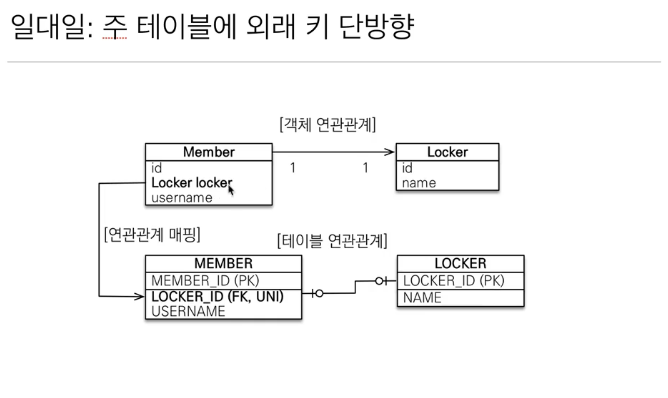 일대일: 주 테이블에 외래 키 단방향
[객체 연관관계]
Member
id
Locker locker
username
1
1
Locker
id
name
[연관관계 매핑]
[테이블 연관관계]
MEMBER
MEMBER_ID (PK)
LOCKER_ID (FK, UNI)
USERNAME
LOCKER
LOCKER_ID (PK)
NAME